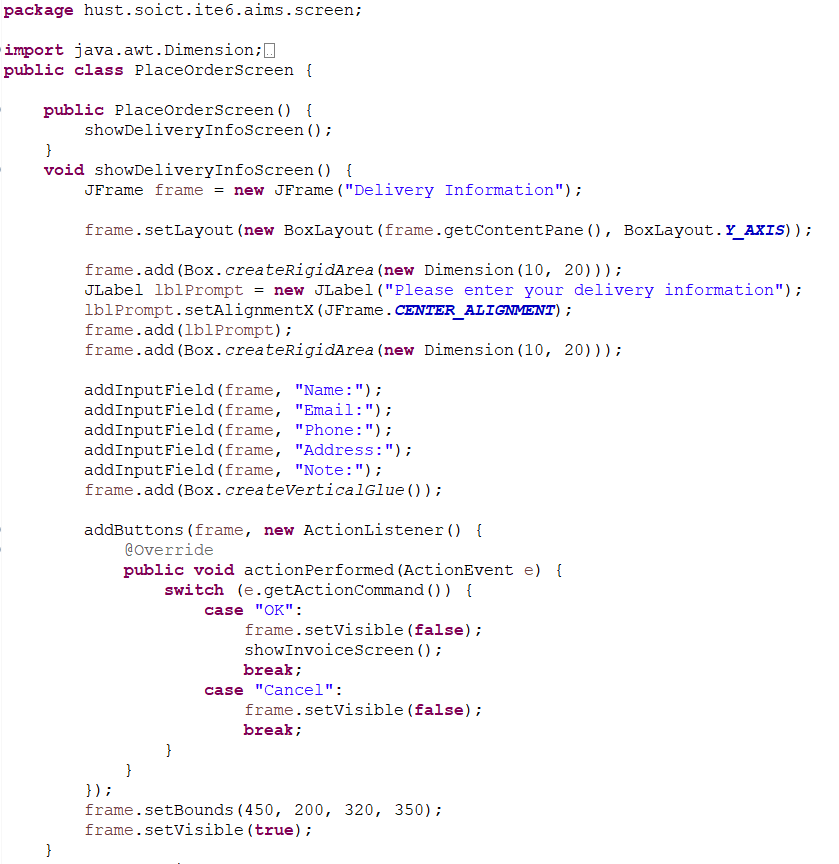 package hust.soict.ite6.aims.screen;
import java.awt.Dimension;
public class PlaceOrderScreen {
public PlaceOrderScreen() {
showDeliveryInfoScreen();
}
void showDeliveryInfoScreen() {
JFrame frame = new JFrame("Delivery Information");
frame.setLayout(new BoxLayout(frame.getContentPane(), BoxLayout.Y_AXIS));
frame.add(Box.createRigidArea(new Dimension(10, 20)));
JLabel lblPrompt = new JLabel("Please enter your delivery information");
lblPrompt.setAlignmentX(JFrame.CENTER_ALIGNMENT);
frame.add(lblPrompt);
frame.add(Box.createRigidArea(new Dimension(10, 20)));
addInputField(frame, "Name:");
addInputField(frame, "Email:");
addInputField(frame, "Phone:");
addInputField(frame, "Address:");
addInputField(frame, "Note:");
frame.add(Box.createVerticalGlue());
addButtons(frame, new ActionListener() {
@Override
public void actionPerformed(ActionEvent e) {
switch (e.getActionCommand()) {
case "OK":
frame.setVisible(false);
showInvoiceScreen();
break;
case "Cancel":
frame.setVisible(false);
break;
}
}
});
frame.setBounds(450, 200, 320, 350);
frame.setVisible(true);
}